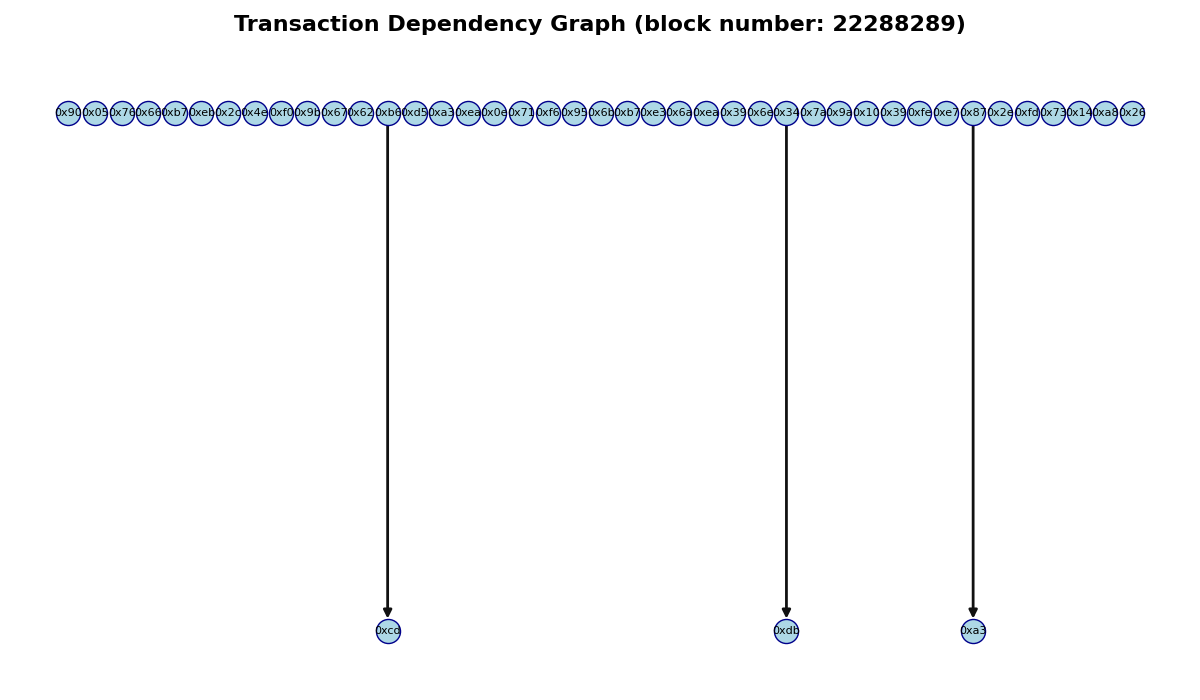 Transaction Dependency Graph (block number: 22288289)
0x90 0x05 0x76 0x66 0xb7 0xeb 0x2d 0x4e 0xf0 0x9b 0x67 0x62 0xb6 0xd5 0xa3 0xea 0x0e 0x71 0xf6 0x95 0x6b 0xb7 0xe3 0x6a 0xea 0x39 0x6e 0x34 0x7a 0x9a 0x10 0x39 0xfe 0xe7 0x87 0x2e 0xfd 0x73 0x14 0xa8 0x26
0xdb 0xa3